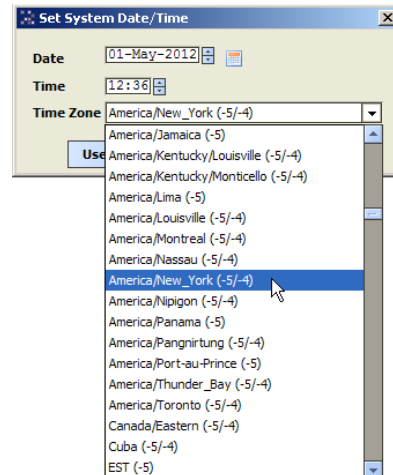 Set System Date/Time
Date 01-May-2012
Time 12:36
Time Zone America/New_York (-5/-4)
America/Jamaica (-5)
America/Kentucky/Louisville (-5/-4)
Use
America/Kentucky/Monticello (-5/-4)
America/Lima (-5)
America/Louisville (-5/-4)
America/Montreal (-5/-4)
America/Nassau (-5/-4)
America/New_York (-5/-4)
America/Nipigon (-5/-4)
America/Panama (-5)
America/Pangnirtung (-5/-4)
America/Port-au-Prince (-5)
America/Thunder_Bay (-5/-4)
America/Toronto (-5/-4)
Canada/Eastern (-5/-4)
Cuba (-5/-4)
EST (-5)